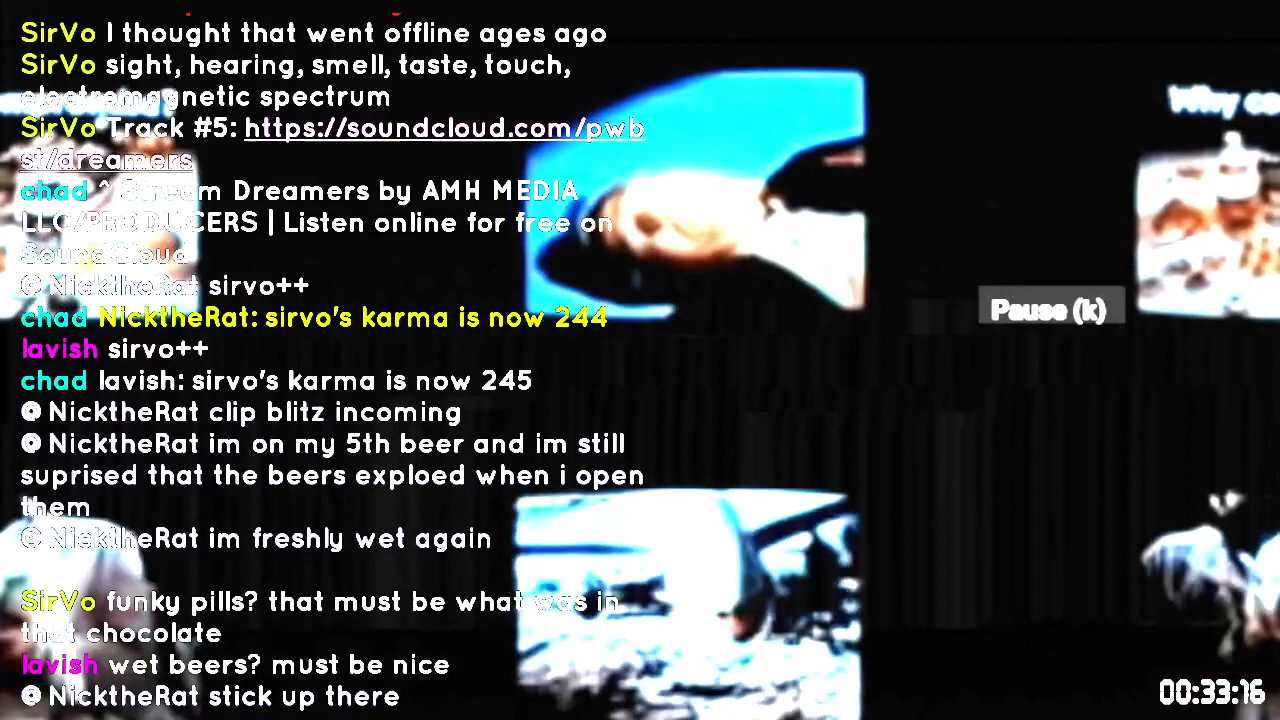 SirVo I thought that went offline ages ago
SirVo sight, hearing, smell, taste, touch,
electromagnetic spectrum
SirVo Track #5: https://soundcloud.com/pwb
Why co
chad ^ Dreamers by AMH MEDIA
LLC/PRODUCERS | Listen online for free on
SoundCloud
@ NicktheRat sirvo++
chad NicktheRat: sirvo's karma is now 244
Pause (k)
lavish sirvo++
chad lavish: sirvo's karma is now 245
@ NicktheRat clip blitz incoming
@ NicktheRat im on my 5th beer and im still
suprised that the beers exploed when i open
them
@ NicktheRat im freshly wet again
SirVo funky pills? that must be what was in
that chocolate
lavish wet beers? must be nice
@ NicktheRat stick up there
00:33:16